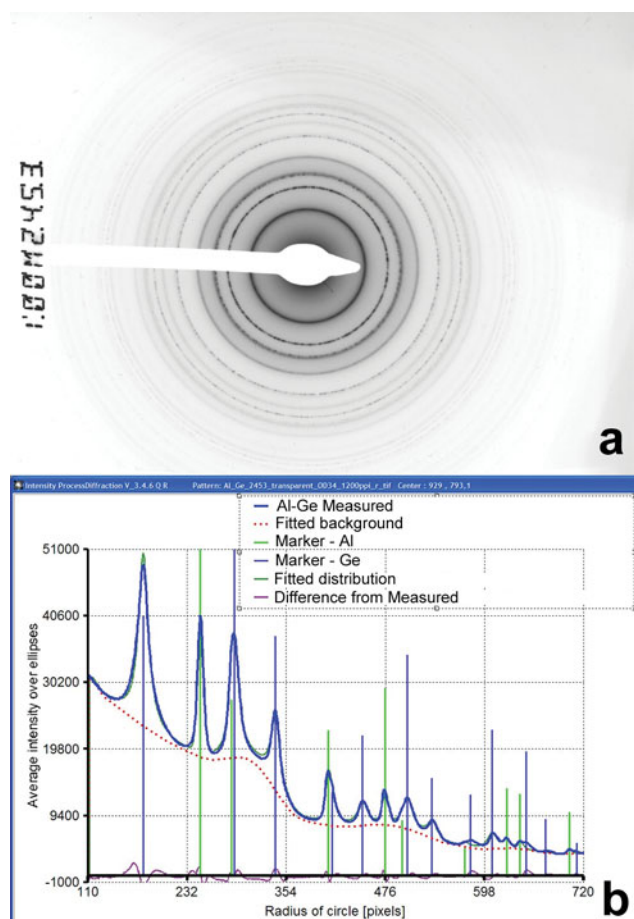 a
Intensity ProcessDiffraction V_3.4.6 Q R Pattern: Al_Ge_2453_transparent_0034_1200ppi_r_tif Center : 929 , 793,1
Al-Ge Measured
Fitted background
Marker - Al
Marker - Ge
Fitted distribution
Difference from Measured
51000
40600
30200
19800
9400
-1000
Average intensity over ellipses
110 232 354 476 598 720
Radius of circle [pixels]
b